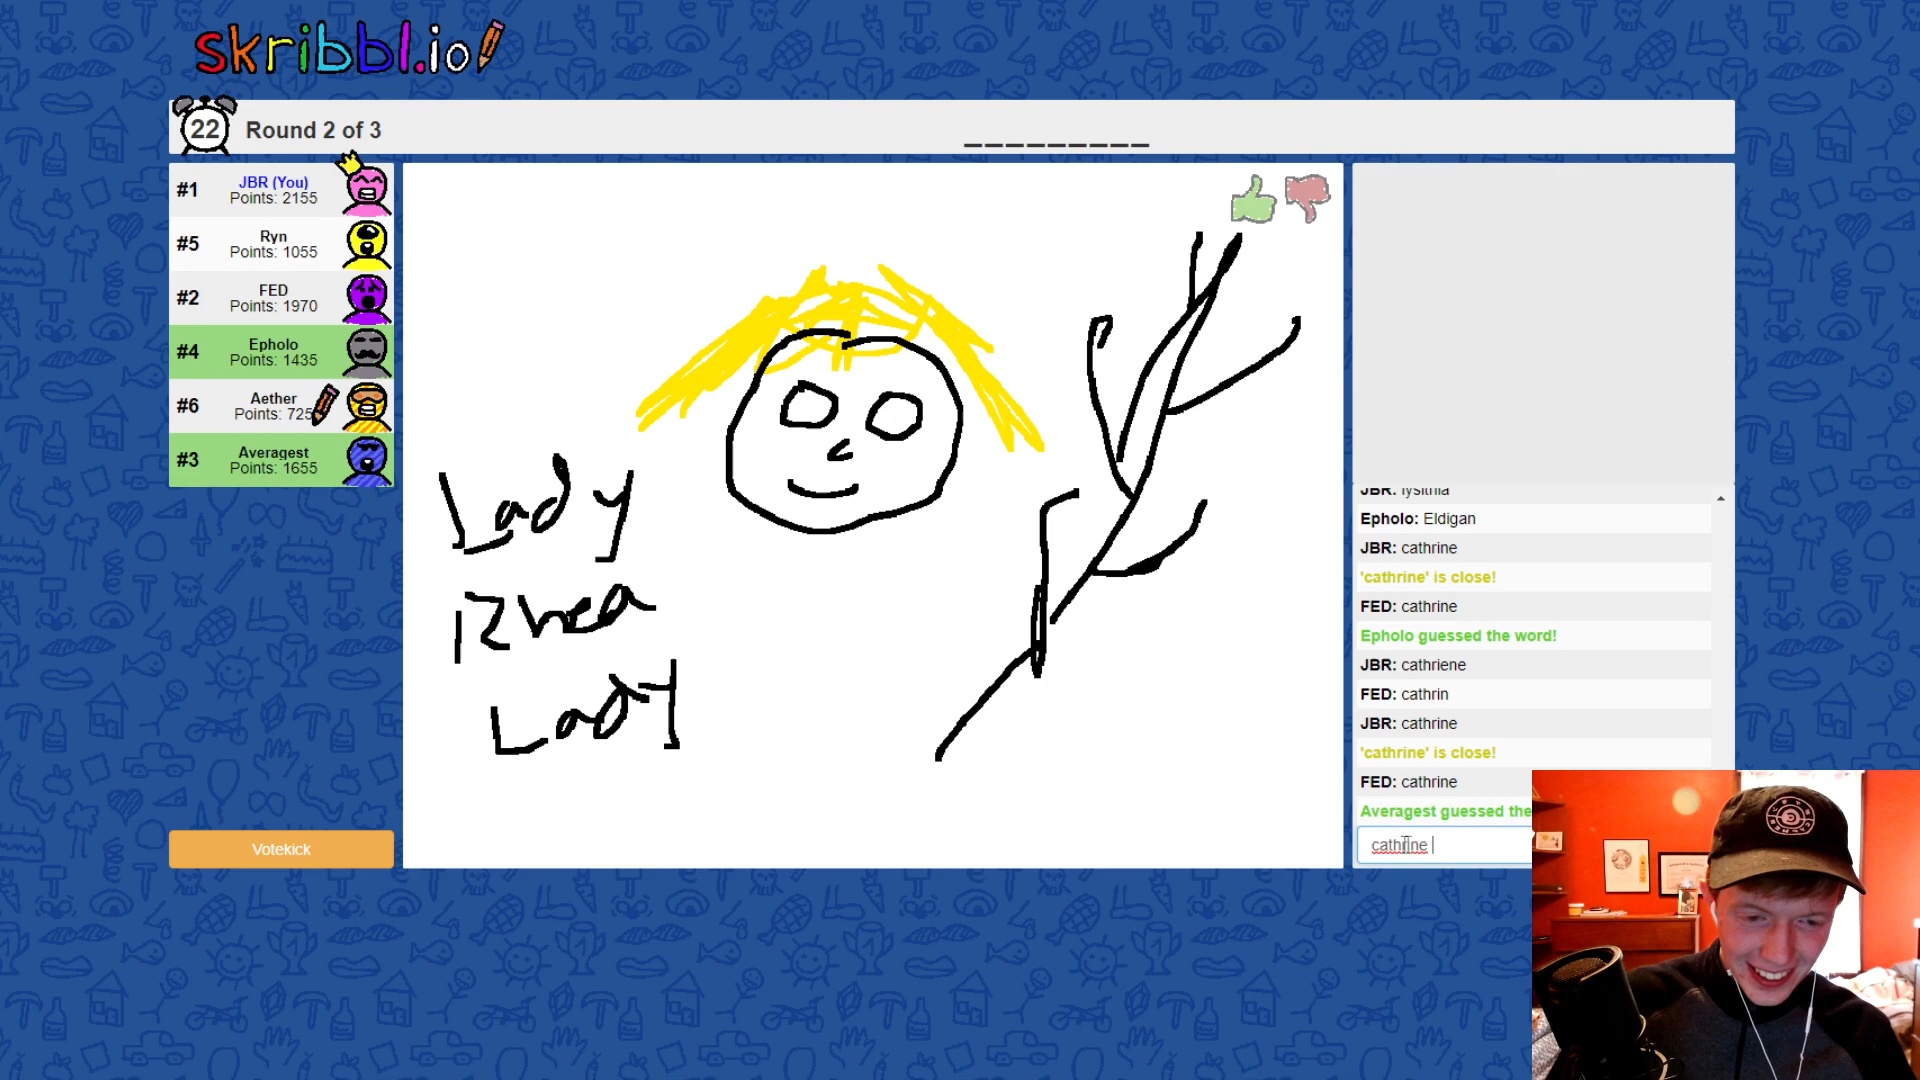 skribbl.io
22
Round 2 of 3
_________
#1
JBR (You)
Points: 2155
#5
Ryn
Points: 1055
#2
FED
Points: 1970
#4
Epholo
Points: 1435
#6
Aether
Points: 725
#3
Averagest
Points: 1655
Votekick
Lady
Rhea
Lady
JBR: lysithia
Epholo: Eldigan
JBR: cathrine
'cathrine' is close!
FED: cathrine
Epholo guessed the word!
JBR: cathriene
FED: cathrin
JBR: cathrine
'cathrine' is close!
FED: cathrine
Averagest guessed the
cathrine